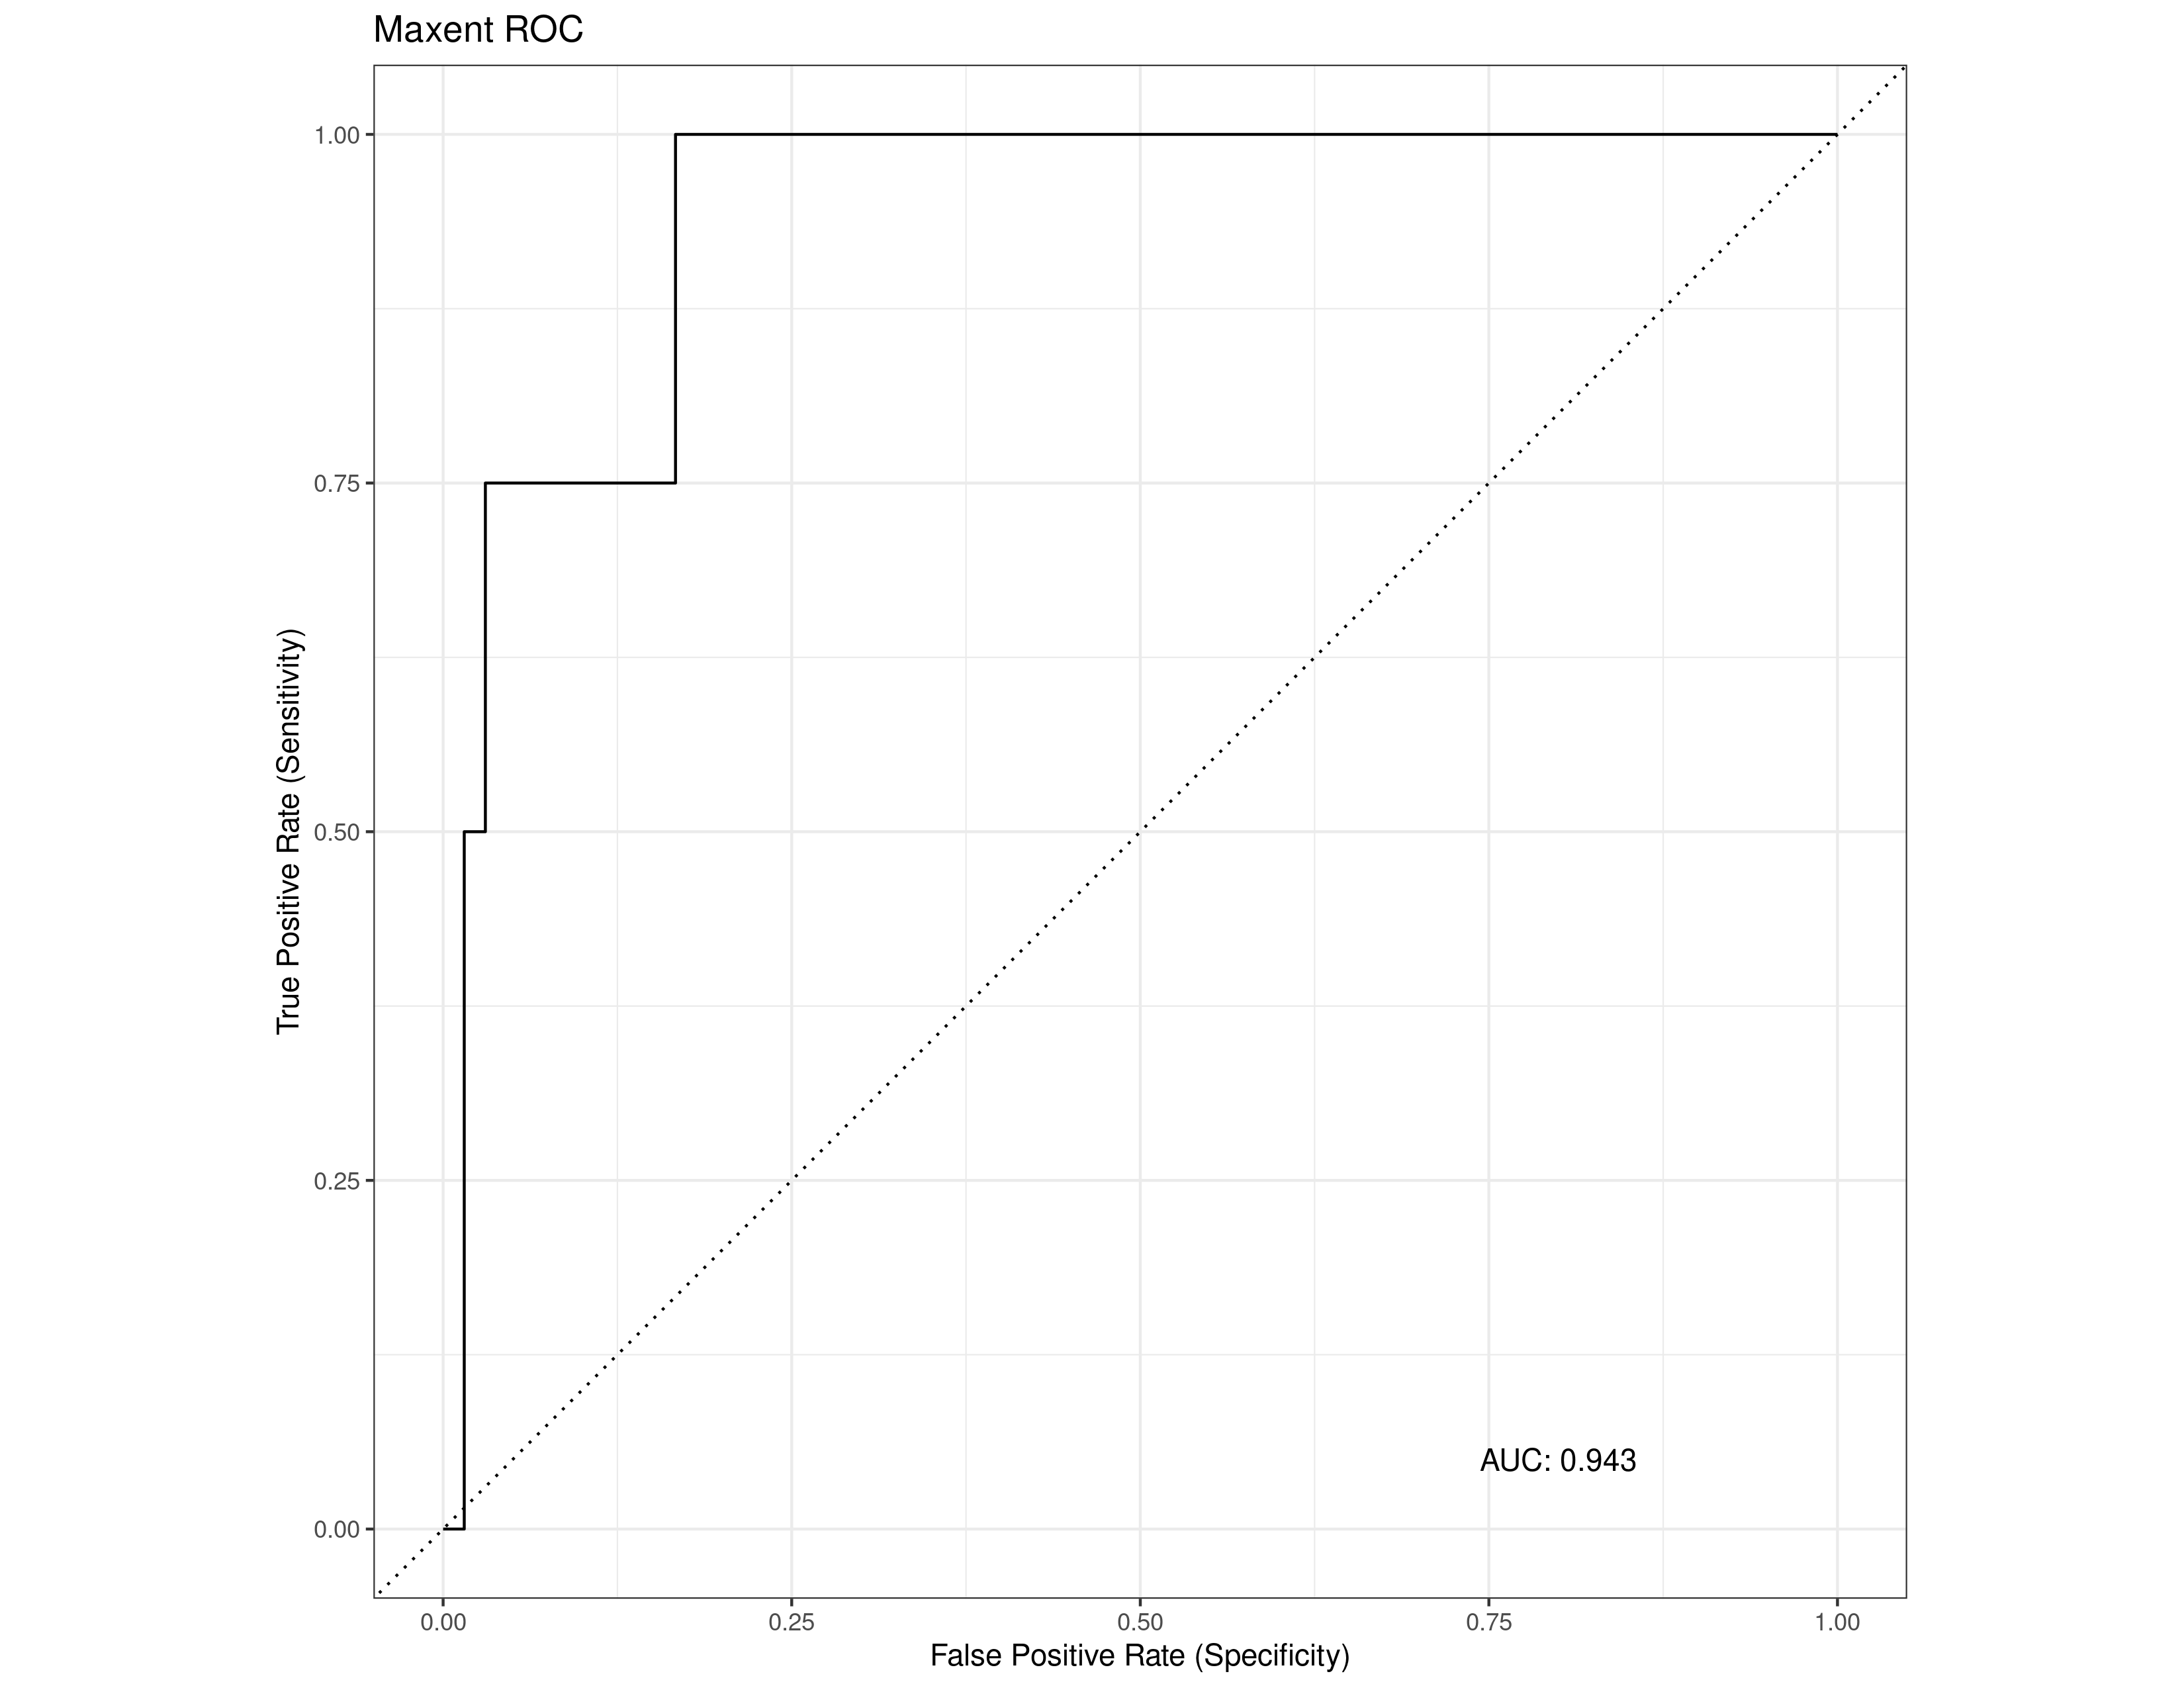 Maxent ROC
1.00
0.75
0.50
0.25
0.00
True Positive Rate (Sensitivity)
AUC: 0.943
0.00 0.25 0.50 0.75 1.00
False Positive Rate (Specificity)